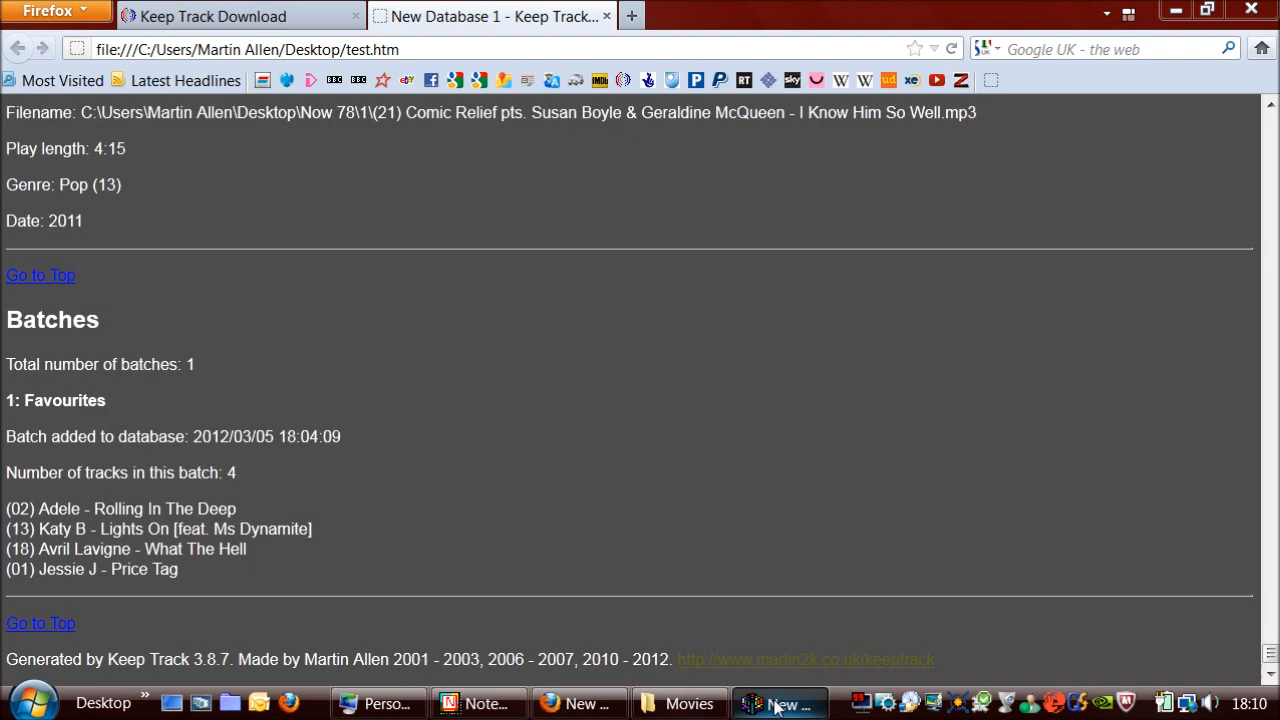 Firefox
Keep Track Download
New Database 1 - Keep Track...
file:///C:/Users/Martin Allen/Desktop/test.htm
Google UK - the web
Most Visited
Latest Headlines
Filename: C:\Users\Martin Allen\Desktop\Now 78\1\(21) Comic Relief pts. Susan Boyle & Geraldine McQueen - I Know Him So Well.mp3
Play length: 4:15
Genre: Pop (13)
Date: 2011
Go to Top
Batches
Total number of batches: 1
1: Favourites
Batch added to database: 2012/03/05 18:04:09
Number of tracks in this batch: 4
(02) Adele - Rolling In The Deep
(13) Katy B - Lights On [feat. Ms Dynamite]
(18) Avril Lavigne - What The Hell
(01) Jessie J - Price Tag
Go to Top
Generated by Keep Track 3.8.7. Made by Martin Allen 2001 - 2003, 2006 - 2007, 2010 - 2012. http://www.martin2k.co.uk/keeptrack
Desktop
Perso...
Note...
New ...
Movies
New ...
18:10